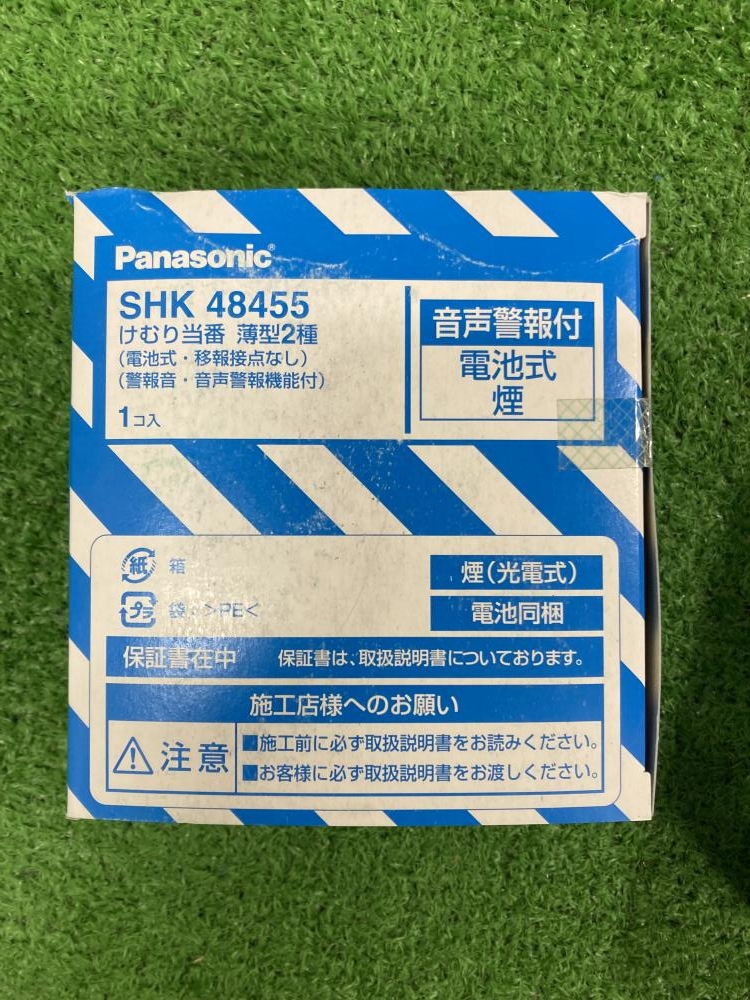 Panasonic®
SHK 48455
けむり当番 薄型2種
(電池式・移報接点なし)
(警報音・音声警報機能付)
1コ入
音声警報付
電池式
煙
紙 箱
プラ 袋:>PE<
煙(光電式)
電池同梱
保証書在中 保証書は、取扱説明書についております。
施工店様へのお願い
注意
■施工前に必ず取扱説明書をお読みください。
■お客様に必ず取扱説明書をお渡しください。